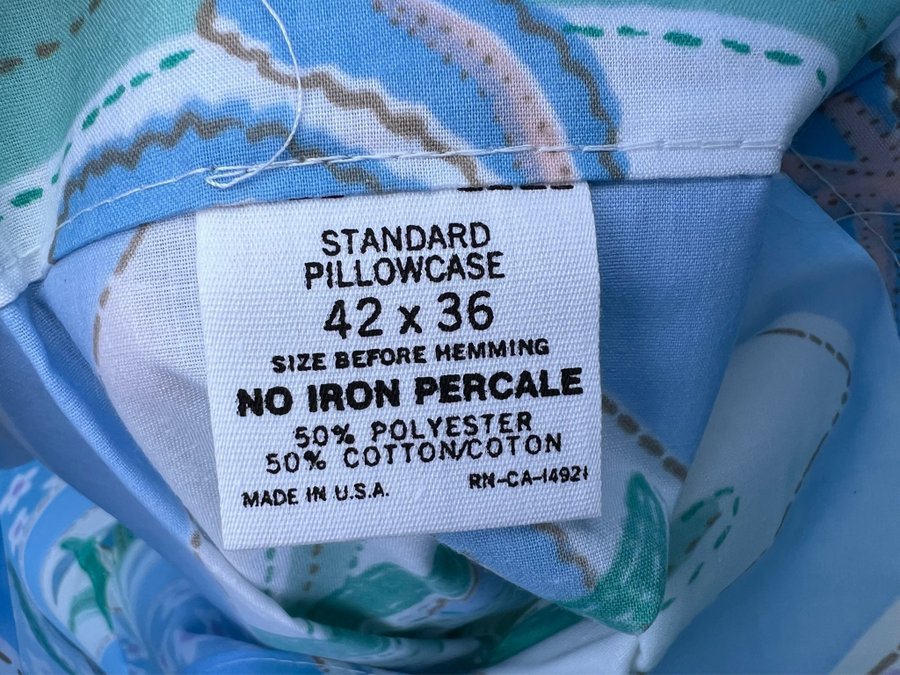 STANDARD
PILLOWCASE
42 x 36
SIZE BEFORE HEMMING
NO IRON PERCALE
50% POLYESTER
50% COTTON/COTON
MADE IN U.S.A. RN-CA-14921